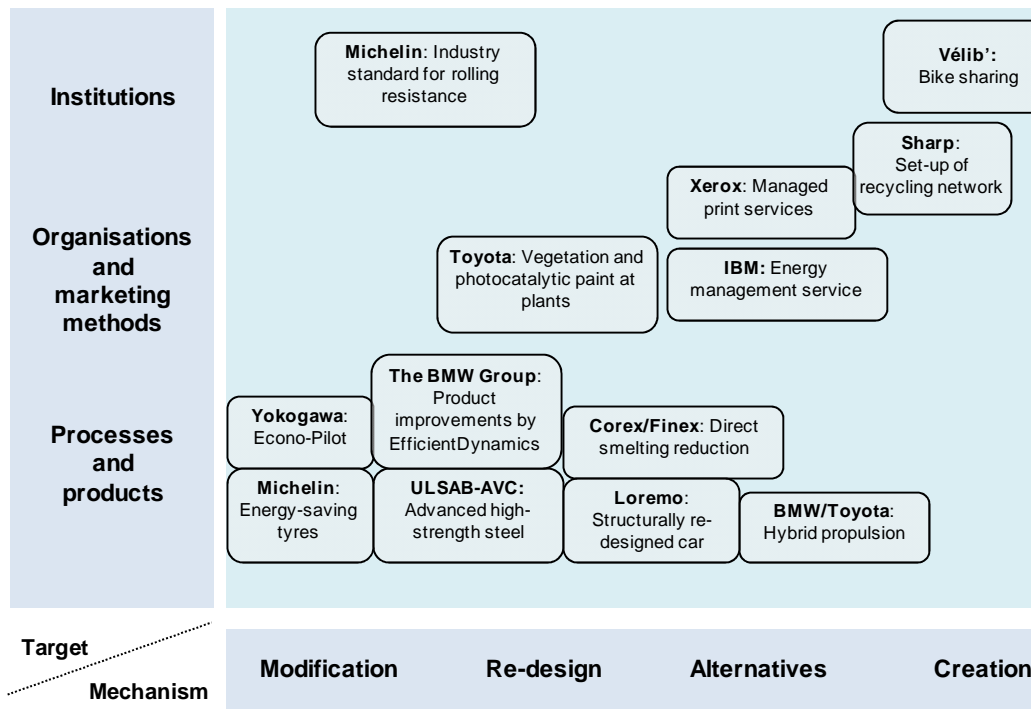 Institutions
Michelin: Industry
standard for rolling
resistance
Vélib’:
Bike sharing
Sharp:
Set-up of
recycling network
Xerox: Managed
print services
Organisations
and
marketing
methods
Toyota: Vegetation and
photocatalytic paint at
plants
IBM: Energy
management service
Processes
and
products
Yokogawa:
Econo-Pilot
The BMW Group:
Product
improvements by
EfficientDynamics
Corex/Finex: Direct
smelting reduction
Michelin:
Energy-saving
tyres
ULSAB-AVC:
Advanced high-
strength steel
Loremo:
Structurally re-
designed car
BMW/Toyota:
Hybrid propulsion
Target
Mechanism
Modification
Re-design
Alternatives
Creation